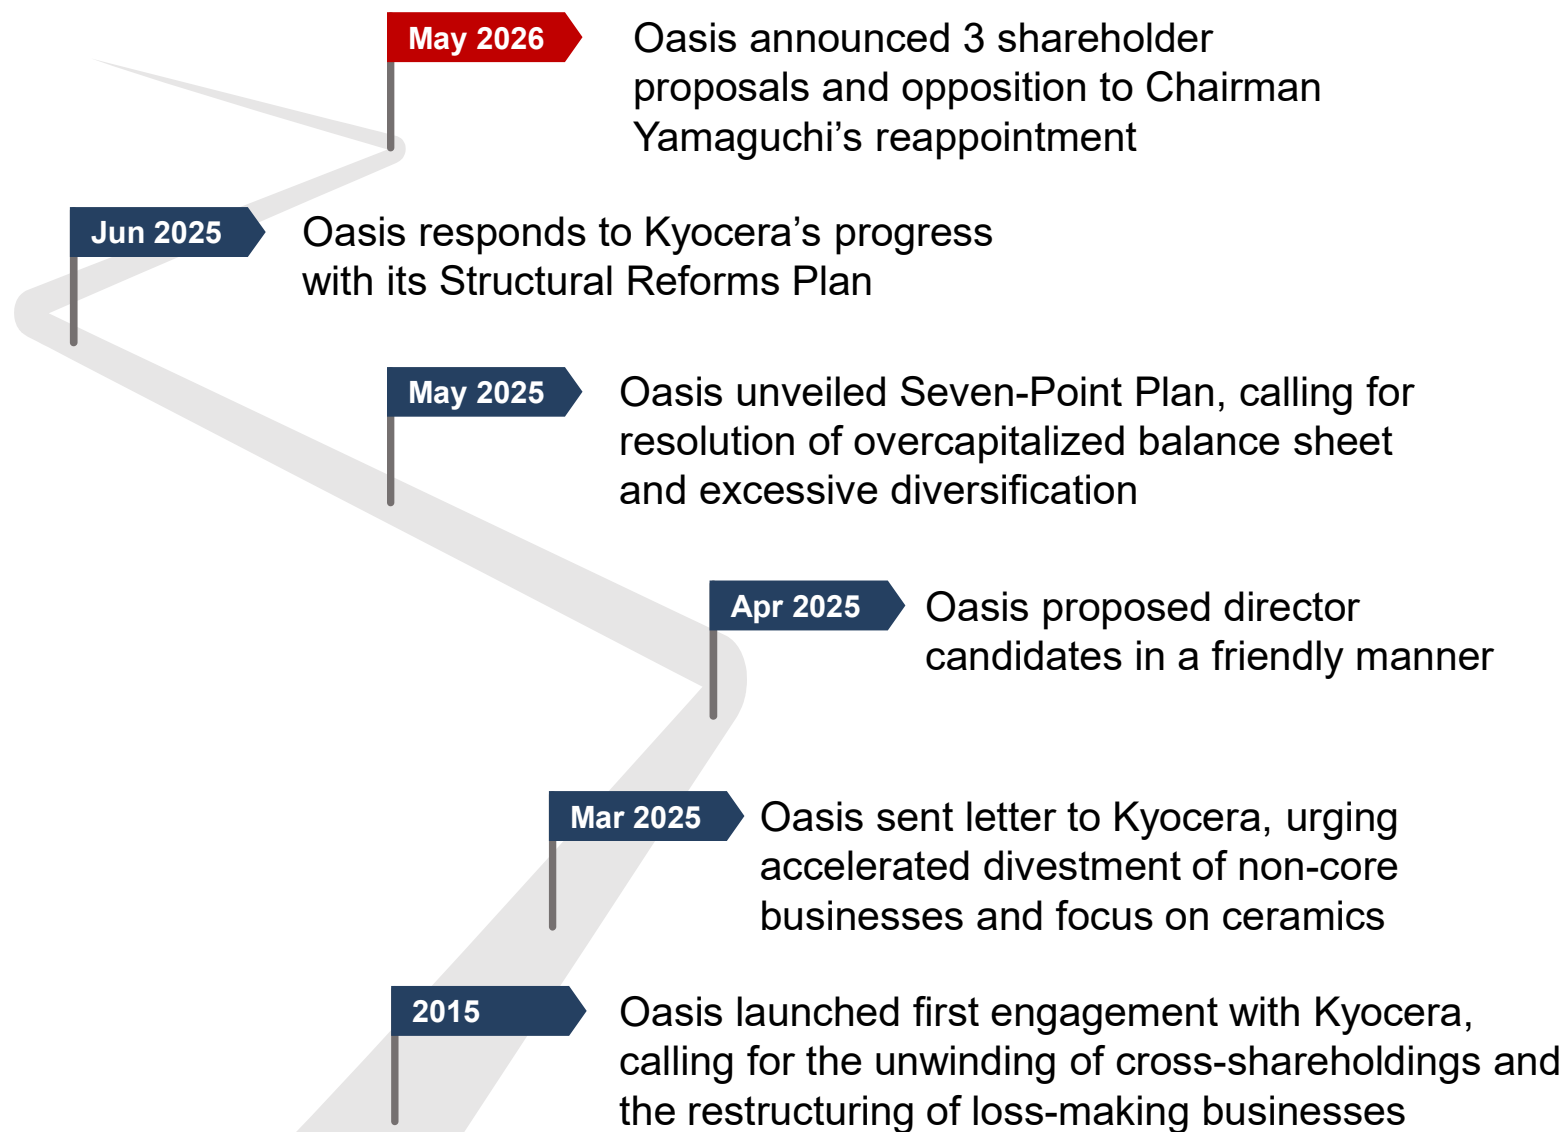 May 2026
Oasis announced 3 shareholder
proposals and opposition to Chairman
Yamaguchi’s reappointment
Jun 2025
Oasis responds to Kyocera’s progress
with its Structural Reforms Plan
May 2025
Oasis unveiled Seven-Point Plan, calling for
resolution of overcapitalized balance sheet
and excessive diversification
Apr 2025
Oasis proposed director
candidates in a friendly manner
Mar 2025
Oasis sent letter to Kyocera, urging
accelerated divestment of non-core
businesses and focus on ceramics
2015
Oasis launched first engagement with Kyocera,
calling for the unwinding of cross-shareholdings and
the restructuring of loss-making businesses